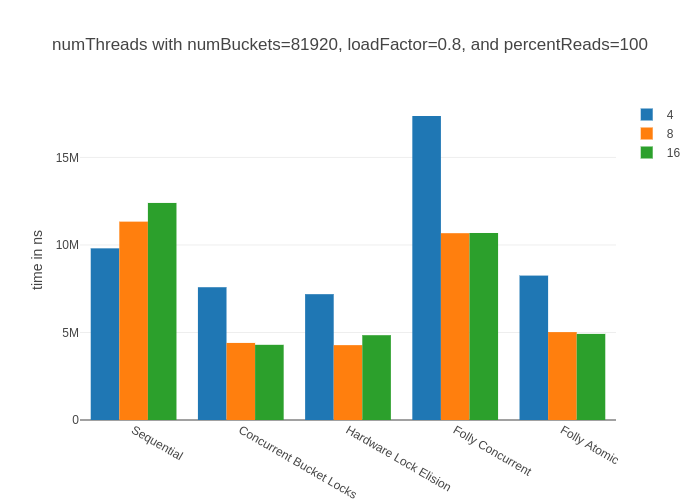 numThreads with numBuckets=81920, loadFactor=0.8, and percentReads=100
4
8
16
15M
10M
5M
0
time in ns
Sequential
Concurrent Bucket Locks
Hardware Lock Elision
Folly Concurrent
Folly Atomic